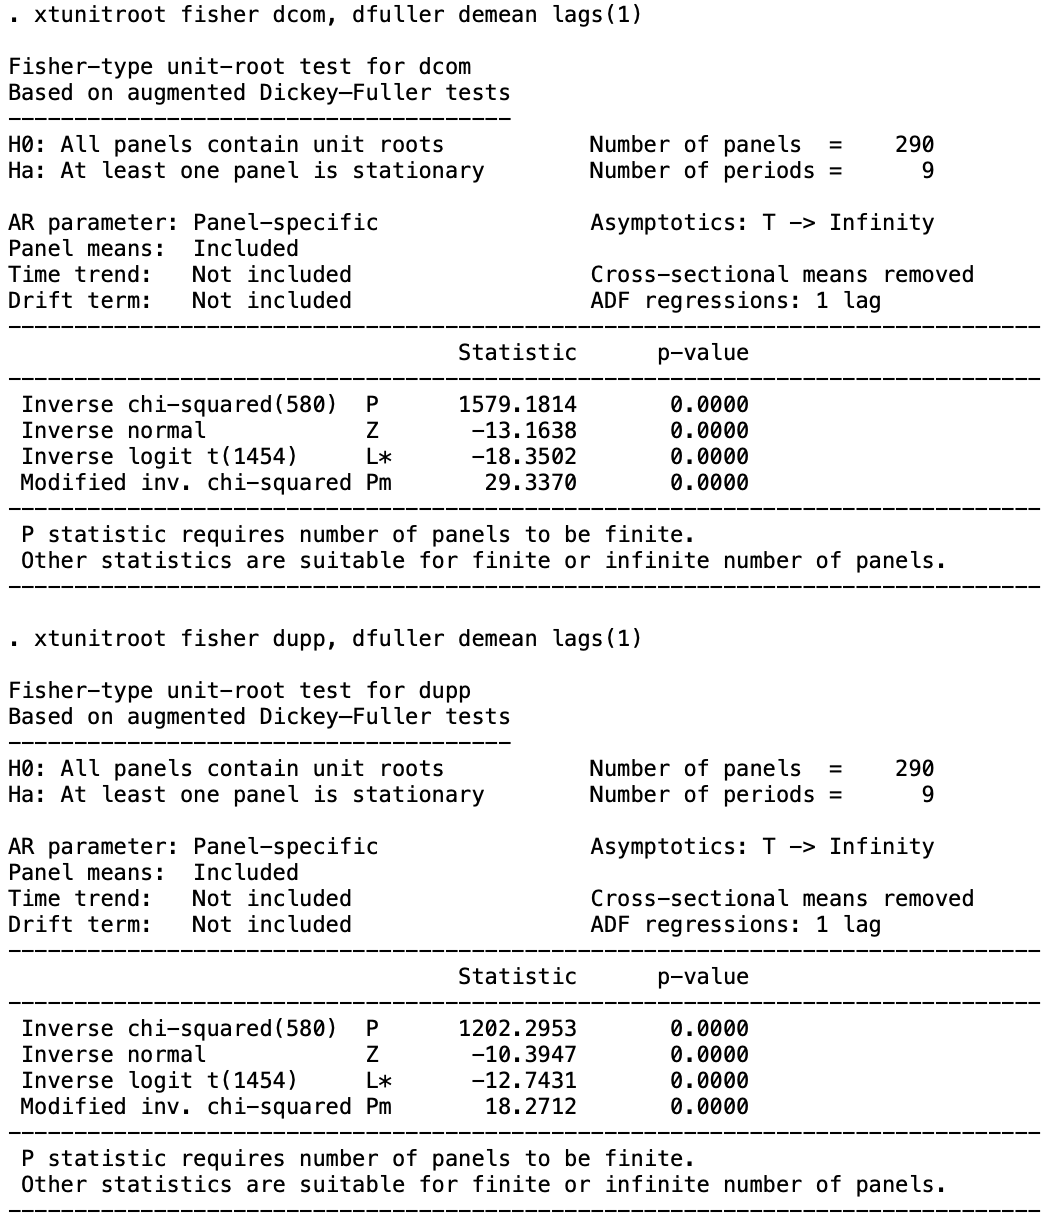 . xtunitroot fisher dcom, dfuller demean lags(1)
Fisher–type unit–root test for dcom
Based on augmented Dickey–Fuller tests
H0: All panels contain unit roots Number of panels = 290
Ha: At least one panel is stationary Number of periods = 9
AR parameter: Panel–specific Asymptotics: T –> Infinity
Panel means: Included
Time trend: Not included Cross–sectional means removed
Drift term: Not included ADF regressions: 1 lag
Statistic p–value
Inverse chi–squared(580) P 1579.1814 0.0000
Inverse normal Z –13.1638 0.0000
Inverse logit t(1454) L* –18.3502 0.0000
Modified inv. chi–squared Pm 29.3370 0.0000
P statistic requires number of panels to be finite.
Other statistics are suitable for finite or infinite number of panels.
. xtunitroot fisher dupp, dfuller demean lags(1)
Fisher–type unit–root test for dupp
Based on augmented Dickey–Fuller tests
H0: All panels contain unit roots Number of panels = 290
Ha: At least one panel is stationary Number of periods = 9
AR parameter: Panel–specific Asymptotics: T –> Infinity
Panel means: Included
Time trend: Not included Cross–sectional means removed
Drift term: Not included ADF regressions: 1 lag
Statistic p–value
Inverse chi–squared(580) P 1202.2953 0.0000
Inverse normal Z –10.3947 0.0000
Inverse logit t(1454) L* –12.7431 0.0000
Modified inv. chi–squared Pm 18.2712 0.0000
P statistic requires number of panels to be finite.
Other statistics are suitable for finite or infinite number of panels.